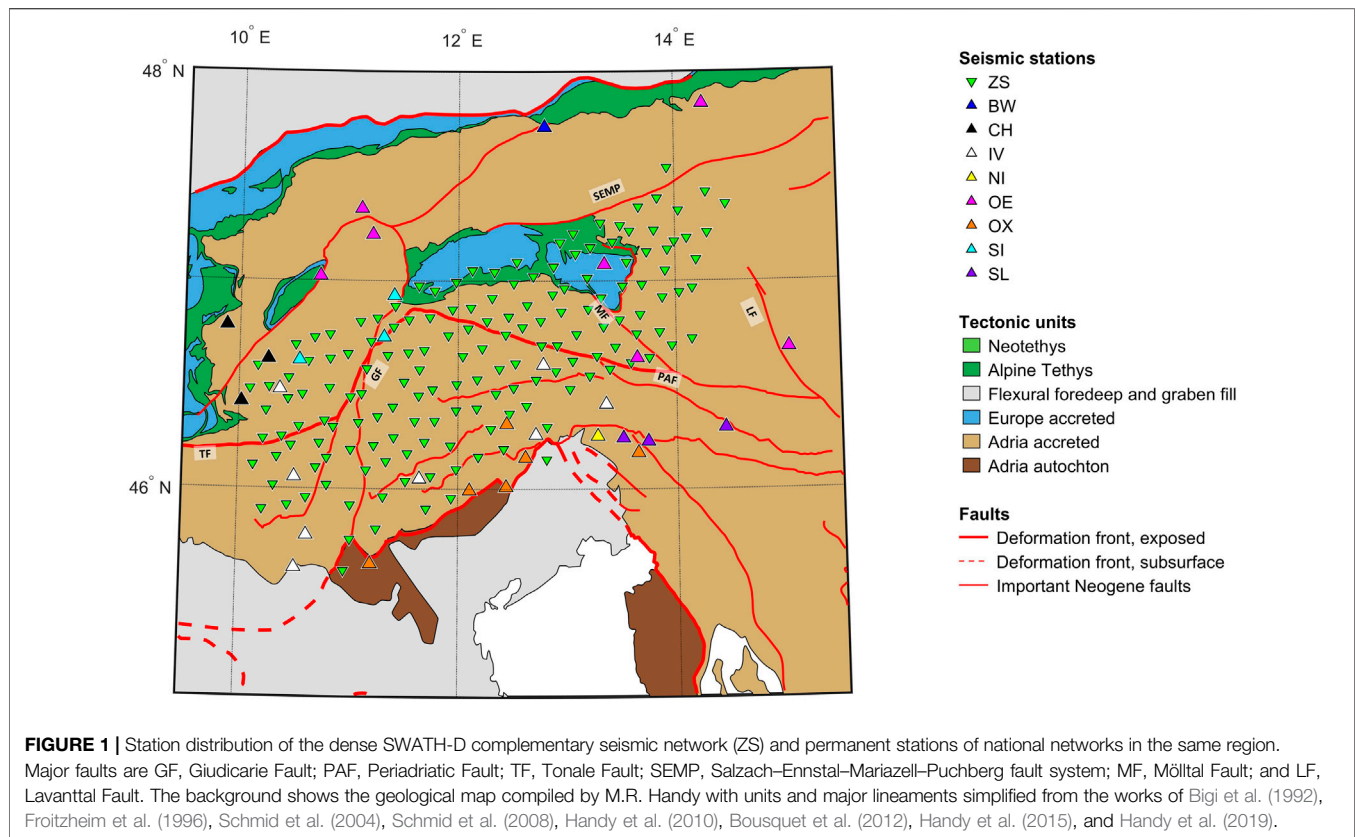 10° E
12° E
14° E
48° N
46° N
SEMP
MF
LF
GF
PAF
TF
Seismic stations
ZS
BW
CH
IV
NI
OE
OX
SI
SL
Tectonic units
Neotethys
Alpine Tethys
Flexural foredeep and graben fill
Europe accreted
Adria accreted
Adria autochton
Faults
Deformation front, exposed
Deformation front, subsurface
Important Neogene faults
FIGURE 1 | Station distribution of the dense SWATH-D complementary seismic network (ZS) and permanent stations of national networks in the same region.
Major faults are GF, Giudicarie Fault; PAF, Periadriatic Fault; TF, Tonale Fault; SEMP, Salzach–Ennstal–Mariazell–Puchberg fault system; MF, Mölltal Fault; and LF,
Lavanttal Fault. The background shows the geological map compiled by M.R. Handy with units and major lineaments simplified from the works of Bigi et al. (1992),
Froitzheim et al. (1996), Schmid et al. (2004), Schmid et al. (2008), Handy et al. (2010), Bousquet et al. (2012), Handy et al. (2015), and Handy et al. (2019).